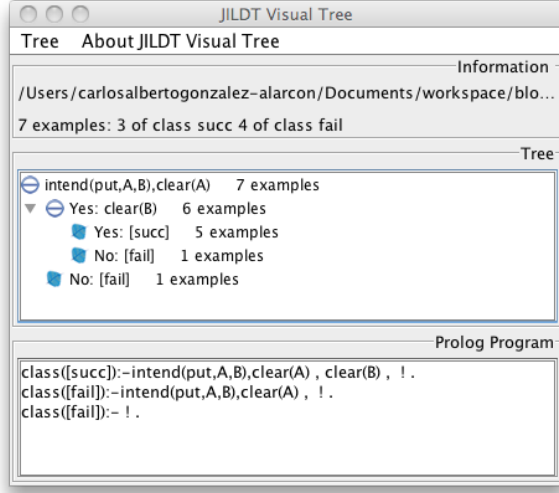 JILDT Visual Tree
Tree About JILDT Visual Tree
Information
/Users/carlosalbertogonzalez-alarcon/Documents/workspace/blo...
7 examples: 3 of class succ 4 of class fail
Tree
intend(put,A,B),clear(A) 7 examples
Yes: clear(B) 6 examples
Yes: [succ] 5 examples
No: [fail] 1 examples
No: [fail] 1 examples
Prolog Program
class([succ]):-intend(put,A,B),clear(A) , clear(B) , ! .
class([fail]):-intend(put,A,B),clear(A) , ! .
class([fail]):- ! .